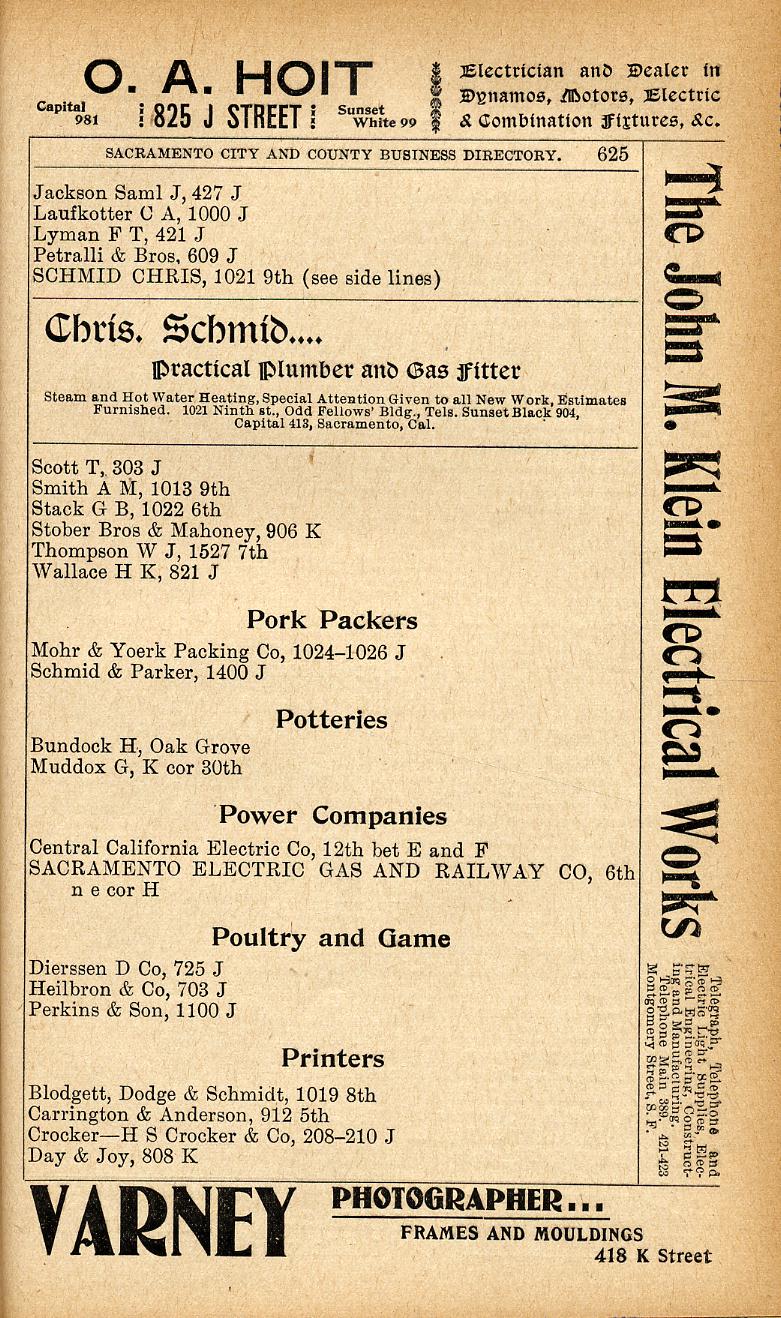 O. A. HOIT
Capital
981
825 J STREET
Sunset
White 99
Electrician and Dealer in
Dynamos, Motors, Electric
& Combination Fixtures, &c.
SACRAMENTO CITY AND COUNTY BUSINESS DIRECTORY. 625
Jackson Saml J, 427 J
Laufkotter C A, 1000 J
Lyman F T, 421 J
Petralli & Bros, 609 J
SCHMID CHRIS, 1021 9th (see side lines)
Chris. Schmid....
Practical Plumber and Gas Fitter
Steam and Hot Water Heating, Special Attention Given to all New Work, Estimates
Furnished. 1021 Ninth st., Odd Fellows' Bldg., Tels. Sunset Black 904,
Capital 413, Sacramento, Cal.
Scott T, 303 J
Smith A M, 1013 9th
Stack G B, 1022 6th
Stober Bros & Mahoney, 906 K
Thompson W J, 1527 7th
Wallace H K, 821 J
Pork Packers
Mohr & Yoerk Packing Co, 1024–1026 J
Schmid & Parker, 1400 J
Potteries
Bundock H, Oak Grove
Muddox G, K cor 30th
Power Companies
Central California Electric Co, 12th bet E and F
SACRAMENTO ELECTRIC GAS AND RAILWAY CO, 6th
n e cor H
Poultry and Game
Dierssen D Co, 725 J
Heilbron & Co, 703 J
Perkins & Son, 1100 J
Printers
Blodgett, Dodge & Schmidt, 1019 8th
Carrington & Anderson, 912 5th
Crocker—H S Crocker & Co, 208–210 J
Day & Joy, 808 K
The John M. Klein Electrical Works
Telegraph, Telephone and
Electric Light Supplies, Elec-
trical Engineering, Construct-
ing and Manufacturing.
Telephone Main 389. 421-423
Montgomery Street, S. F.
VARNEY
PHOTOGRAPHER...
FRAMES AND MOULDINGS
418 K Street